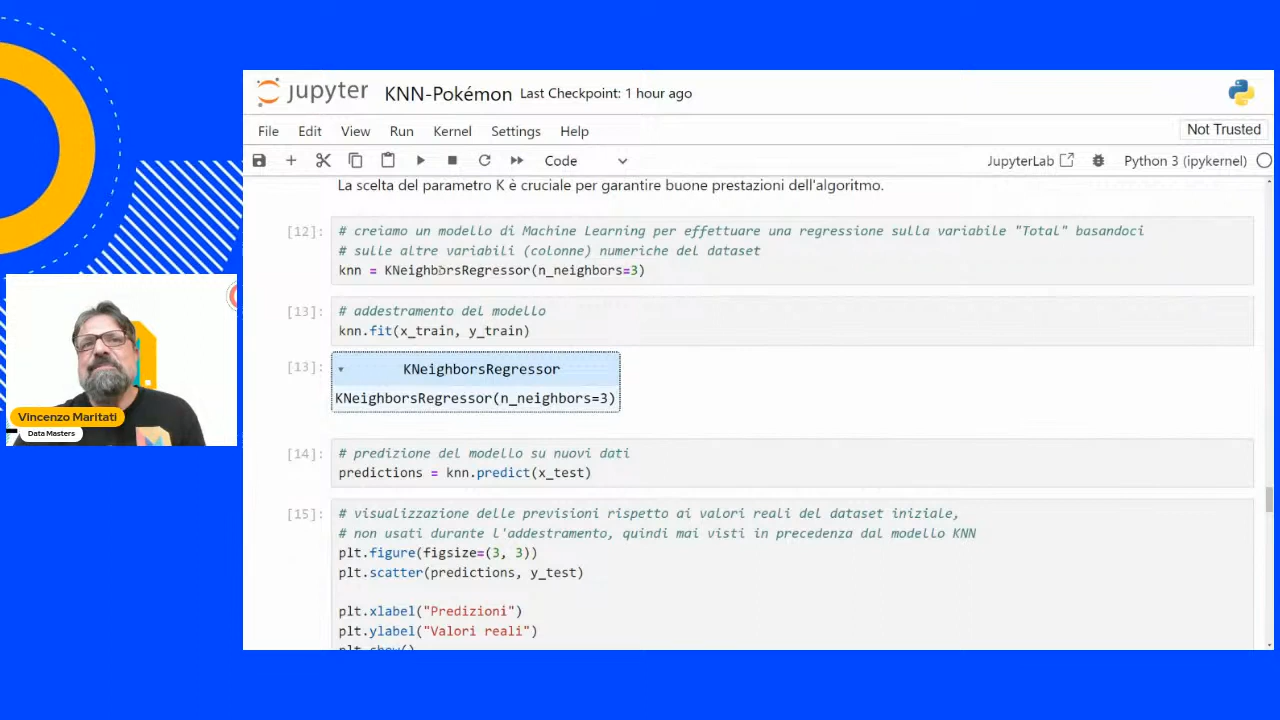 jupyter KNN-Pokémon Last Checkpoint: 1 hour ago
File Edit View Run Kernel Settings Help Not Trusted
Code JupyterLab Python 3 (ipykernel)
La scelta del parametro K è cruciale per garantire buone prestazioni dell'algoritmo.
[12]: # creiamo un modello di Machine Learning per effettuare una regressione sulla variabile "Total" basandoci
# sulle altre variabili (colonne) numeriche del dataset
knn = KNeighborsRegressor(n_neighbors=3)
[13]: # addestramento del modello
knn.fit(x_train, y_train)
[13]: KNeighborsRegressor
KNeighborsRegressor(n_neighbors=3)
Vincenzo Maritati
Data Masters
[14]: # predizione del modello su nuovi dati
predictions = knn.predict(x_test)
[15]: # visualizzazione delle previsioni rispetto ai valori reali del dataset iniziale,
# non usati durante l'addestramento, quindi mai visti in precedenza dal modello KNN
plt.figure(figsize=(3, 3))
plt.scatter(predictions, y_test)
plt.xlabel("Predizioni")
plt.ylabel("Valori reali")
plt.show()